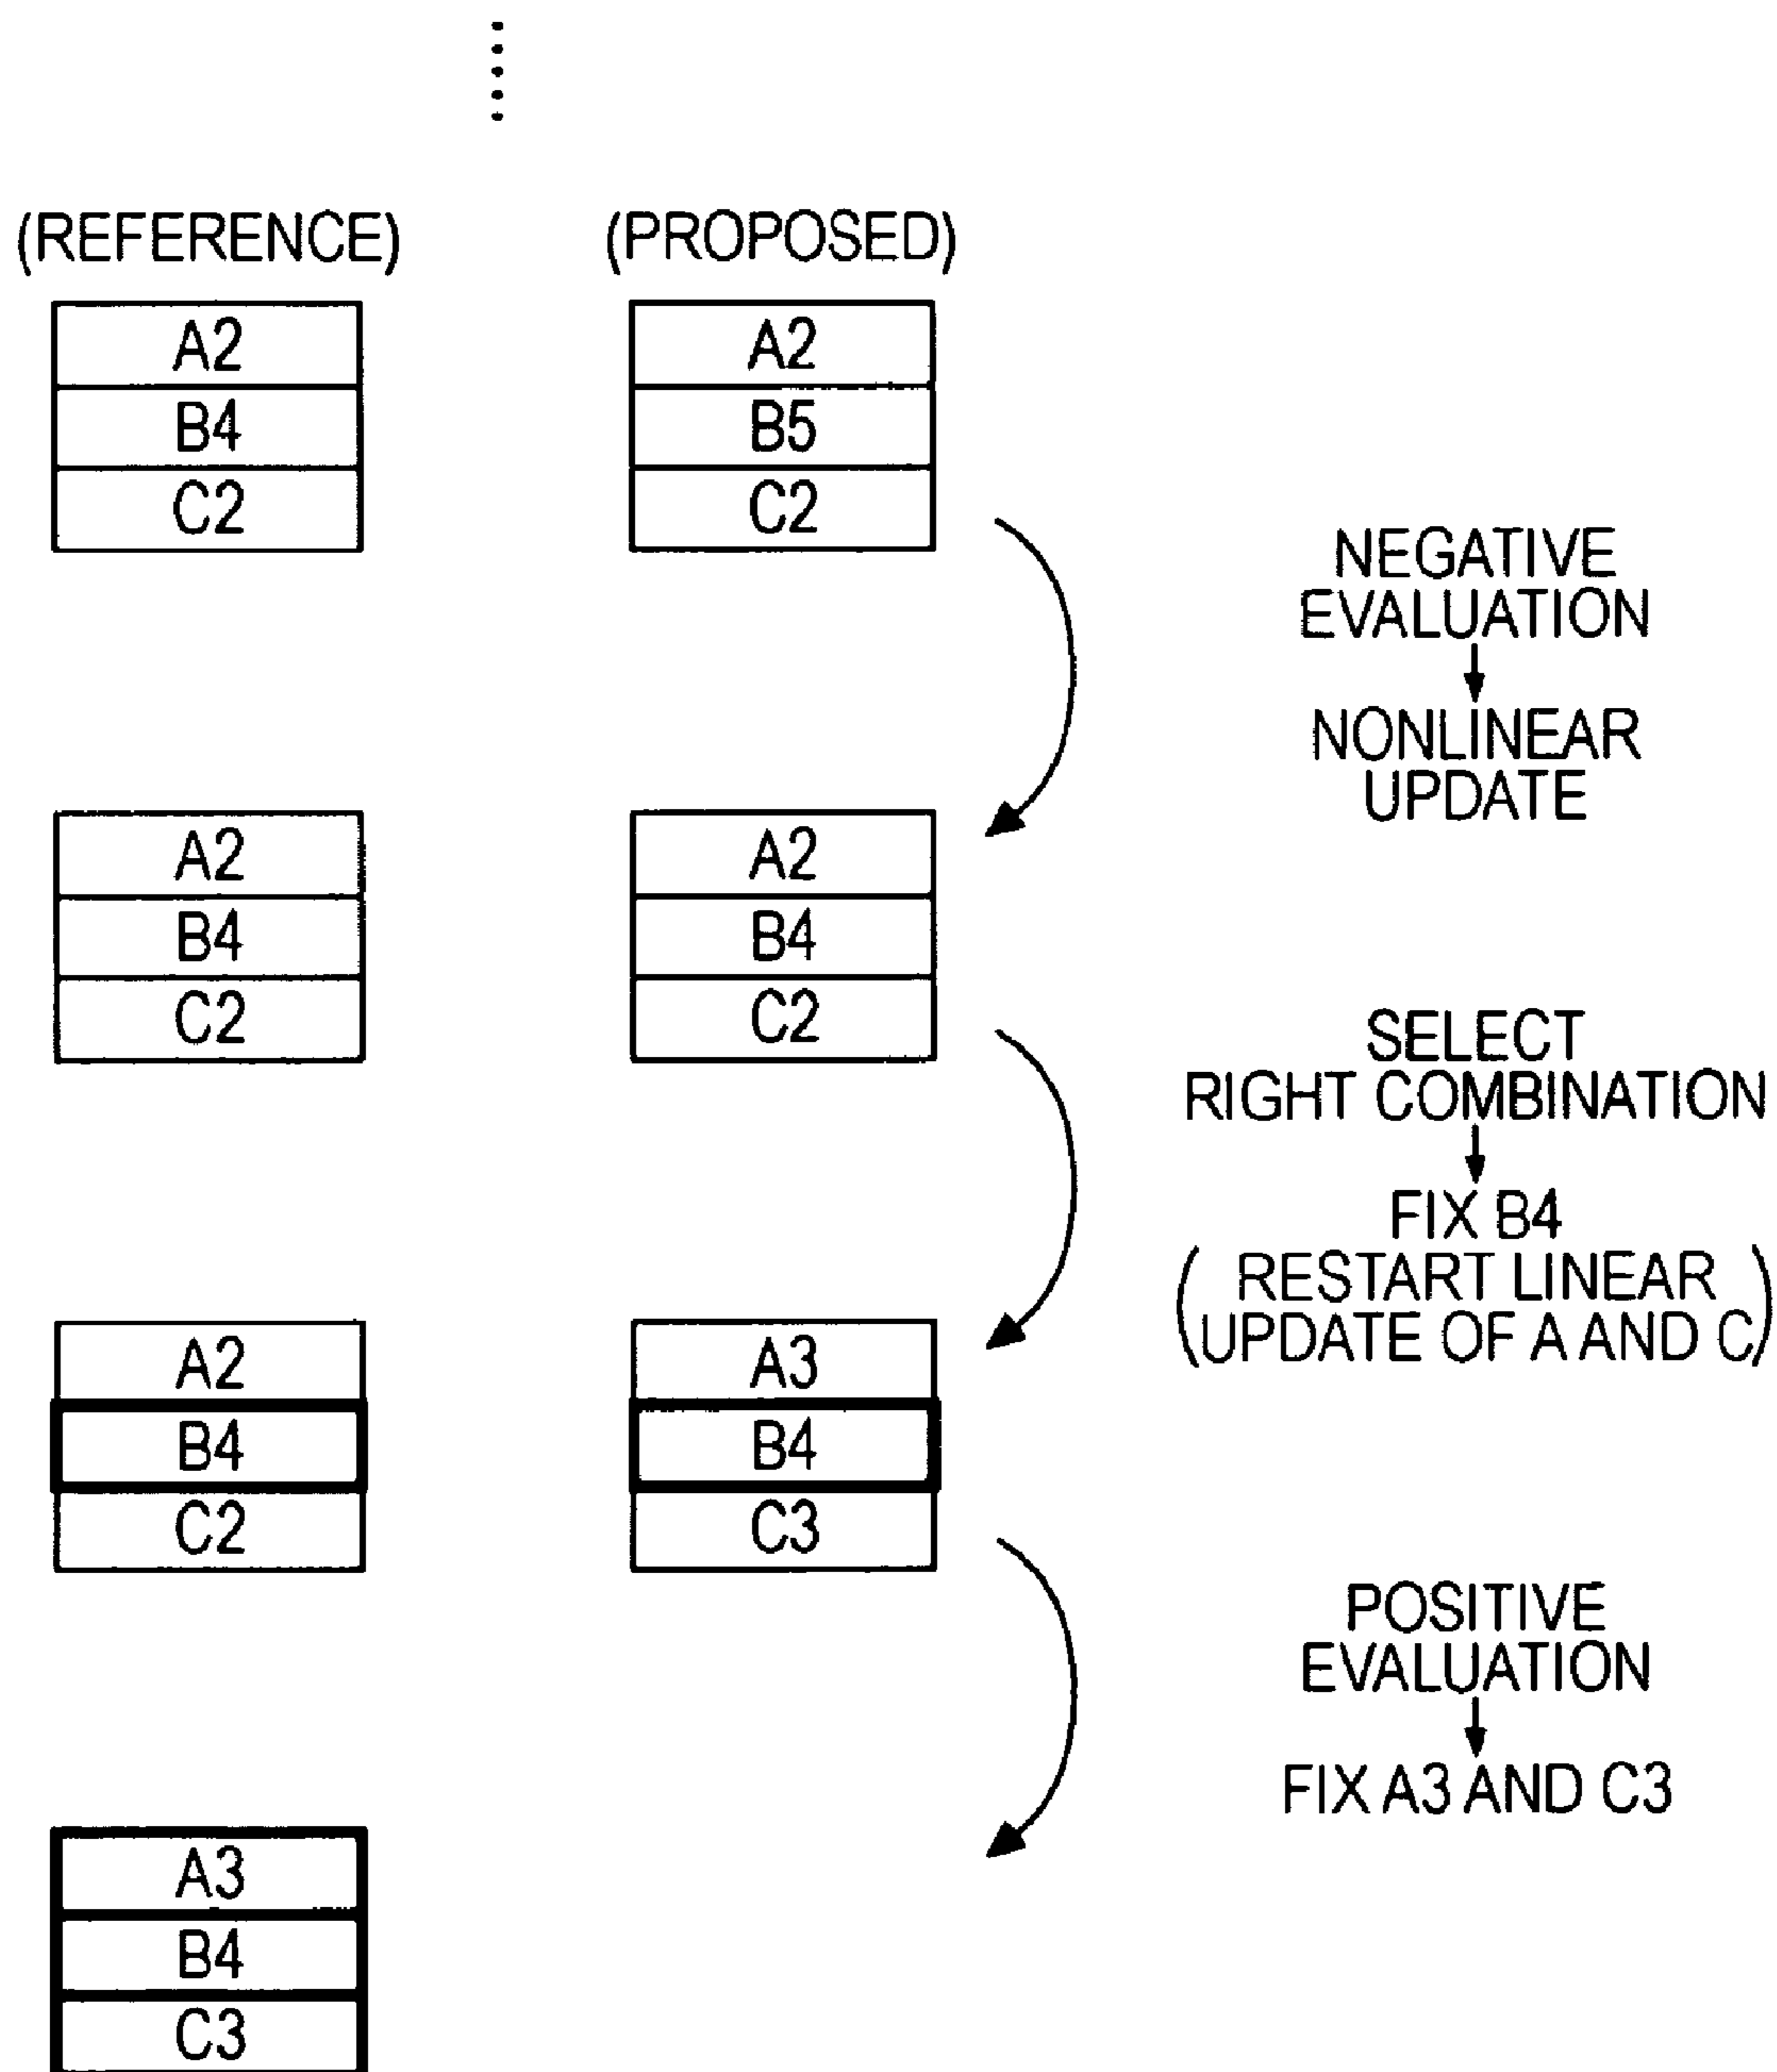 (REFERENCE)
(PROPOSED)
A2
B4
C2
A2
B5
C2
NEGATIVE
EVALUATION
NONLINEAR
UPDATE
A2
B4
C2
A2
B4
C2
SELECT
RIGHT COMBINATION
FIX B4
(RESTART LINEAR
UPDATE OF A AND C)
A2
B4
C2
A3
B4
C3
POSITIVE
EVALUATION
FIX A3 AND C3
A3
B4
C3